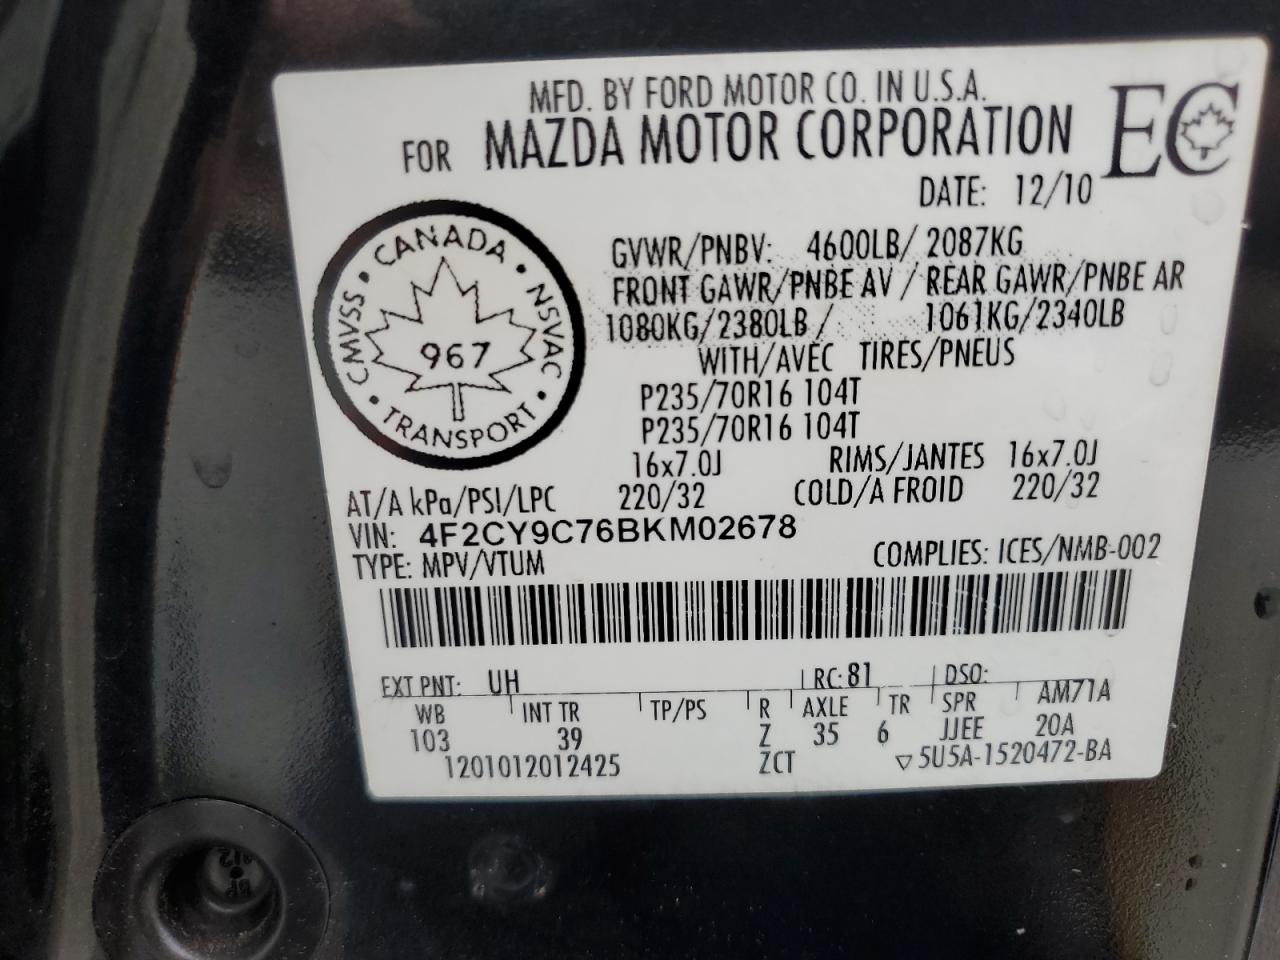 MFD. BY FORD MOTOR CO. IN U.S.A.
FOR MAZDA MOTOR CORPORATION
EC
DATE: 12/10
CMVSS • CANADA • NSVAC • TRANSPORT •
967
GVWR/PNBV: 4600LB/ 2087KG
FRONT GAWR/PNBE AV / REAR GAWR/PNBE AR
1080KG/2380LB / 1061KG/2340LB
WITH/AVEC TIRES/PNEUS
P235/70R16 104T
P235/70R16 104T
16x7.0J RIMS/JANTES 16x7.0J
AT/A kPa/PSI/LPC 220/32 COLD/A FROID 220/32
VIN: 4F2CY9C76BKM02678
TYPE: MPV/VTUM COMPLIES: ICES/NMB-002
EXT PNT: UH RC: 81 DSO:
WB INT TR TP/PS R AXLE TR SPR AM71A
103 39 Z 35 6 JJEE 20A
1201012012425 ZCT ▽5U5A-1520472-BA